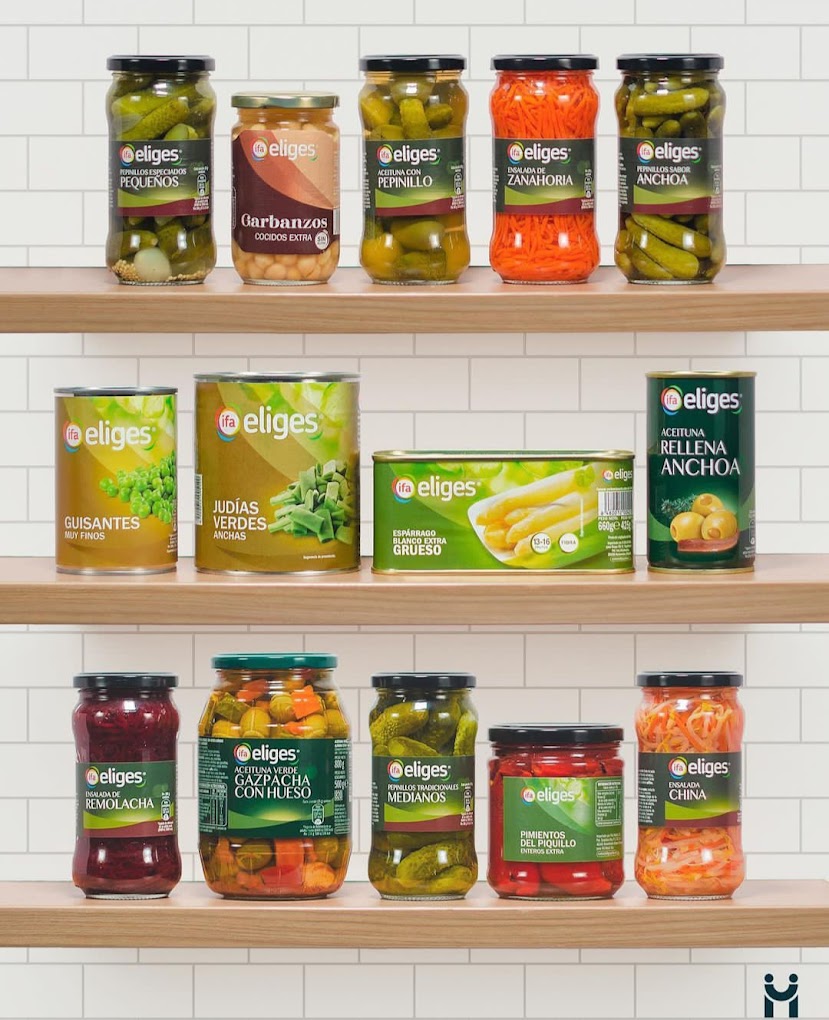 ifa eliges
PEPINILLOS ESPECIADOS
PEQUEÑOS
ifa eliges
Garbanzos
COCIDOS EXTRA
ifa eliges
ACEITUNA CON
PEPINILLO
ifa eliges
ENSALADA DE
ZANAHORIA
ifa eliges
PEPINILLOS SABOR
ANCHOA
ifa eliges
GUISANTES
MUY FINOS
ifa eliges
JUDÍAS
VERDES
ANCHAS
ifa eliges
ESPÁRRAGO
BLANCO EXTRA
GRUESO
13-16
660g
ifa eliges
ACEITUNA
RELLENA
ANCHOA
ifa eliges
ENSALADA DE
REMOLACHA
ifa eliges
ACEITUNA VERDE
GAZPACHA
CON HUESO
ifa eliges
PEPINILLOS TRADICIONALES
MEDIANOS
ifa eliges
PIMIENTOS
DEL PIQUILLO
ENTEROS EXTRA
ifa eliges
ENSALADA
CHINA